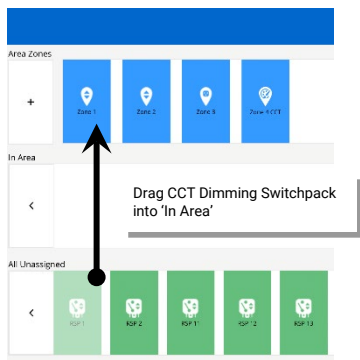 Area Zones
+
Zone 1
Zone 2
Zone 3
Zone 4 CCT
In Area
<
Drag CCT Dimming Switchpack
into ‘In Area’
All Unassigned
<
RSP 1
RSP 2
RSP 11
RSP 12
RSP 13